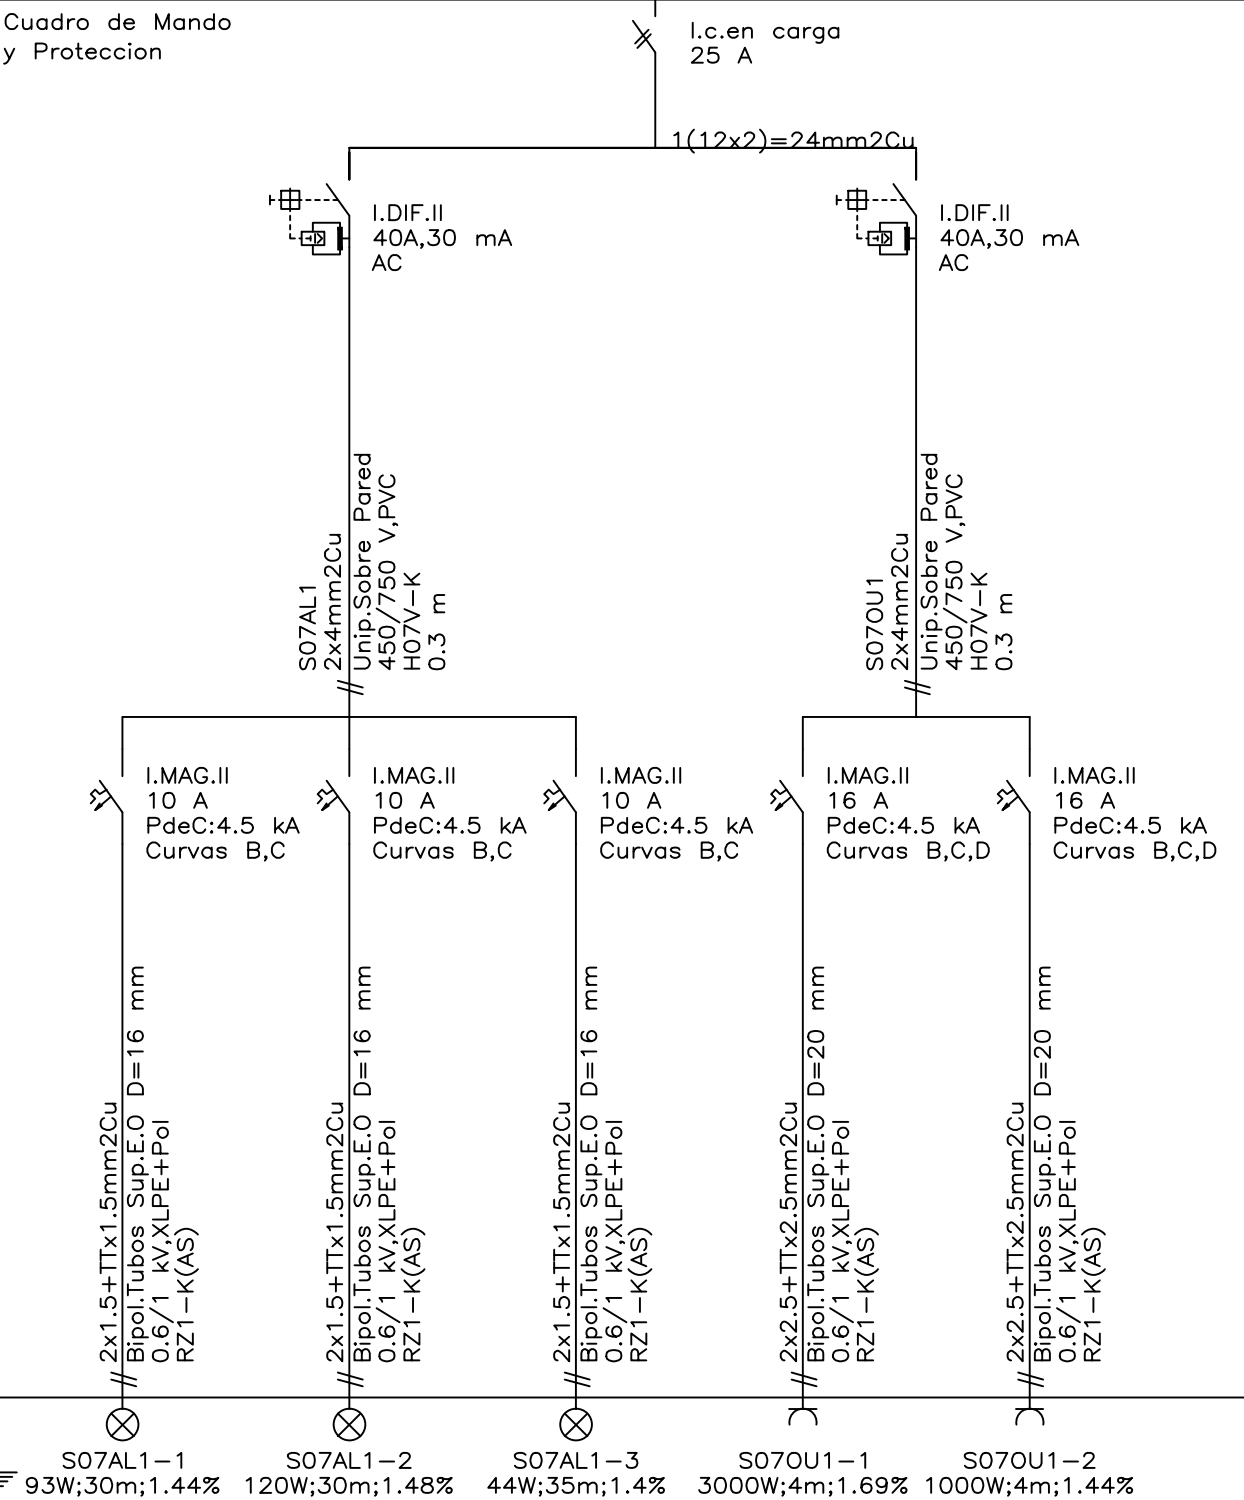 Cuadro de Mando
y Proteccion
I.c.en carga
25 A
1(12x2)=24mm2Cu
I.DIF.II
40A,30 mA
AC
I.DIF.II
40A,30 mA
AC
S07AL1
2x4mm2Cu
Unip.Sobre Pared
450/750 V,PVC
H07V-K
0.3 m
S07OU1
2x4mm2Cu
Unip.Sobre Pared
450/750 V,PVC
H07V-K
0.3 m
I.MAG.II
10 A
PdeC:4.5 kA
Curvas B,C
I.MAG.II
10 A
PdeC:4.5 kA
Curvas B,C
I.MAG.II
10 A
PdeC:4.5 kA
Curvas B,C
I.MAG.II
16 A
PdeC:4.5 kA
Curvas B,C,D
I.MAG.II
16 A
PdeC:4.5 kA
Curvas B,C,D
2x1.5+TTx1.5mm2Cu
Bipol.Tubos Sup.E.O D=16 mm
0.6/1 kV,XLPE+Pol
RZ1-K(AS)
2x1.5+TTx1.5mm2Cu
Bipol.Tubos Sup.E.O D=16 mm
0.6/1 kV,XLPE+Pol
RZ1-K(AS)
2x1.5+TTx1.5mm2Cu
Bipol.Tubos Sup.E.O D=16 mm
0.6/1 kV,XLPE+Pol
RZ1-K(AS)
2x2.5+TTx2.5mm2Cu
Bipol.Tubos Sup.E.O D=20 mm
0.6/1 kV,XLPE+Pol
RZ1-K(AS)
2x2.5+TTx2.5mm2Cu
Bipol.Tubos Sup.E.O D=20 mm
0.6/1 kV,XLPE+Pol
RZ1-K(AS)
S07AL1-1
93W;30m;1.44%
S07AL1-2
120W;30m;1.48%
S07AL1-3
44W;35m;1.4%
S07OU1-1
3000W;4m;1.69%
S07OU1-2
1000W;4m;1.44%